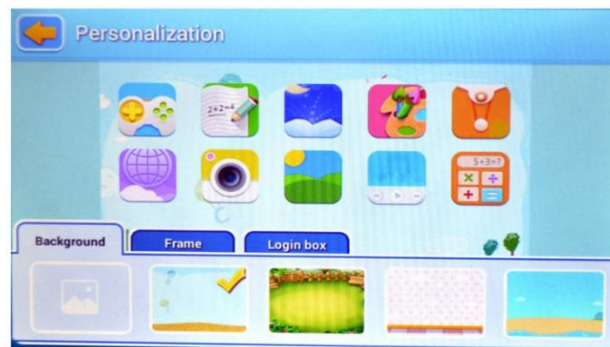 Personalization
2+2=4
5+3=?
Background
Frame
Login box